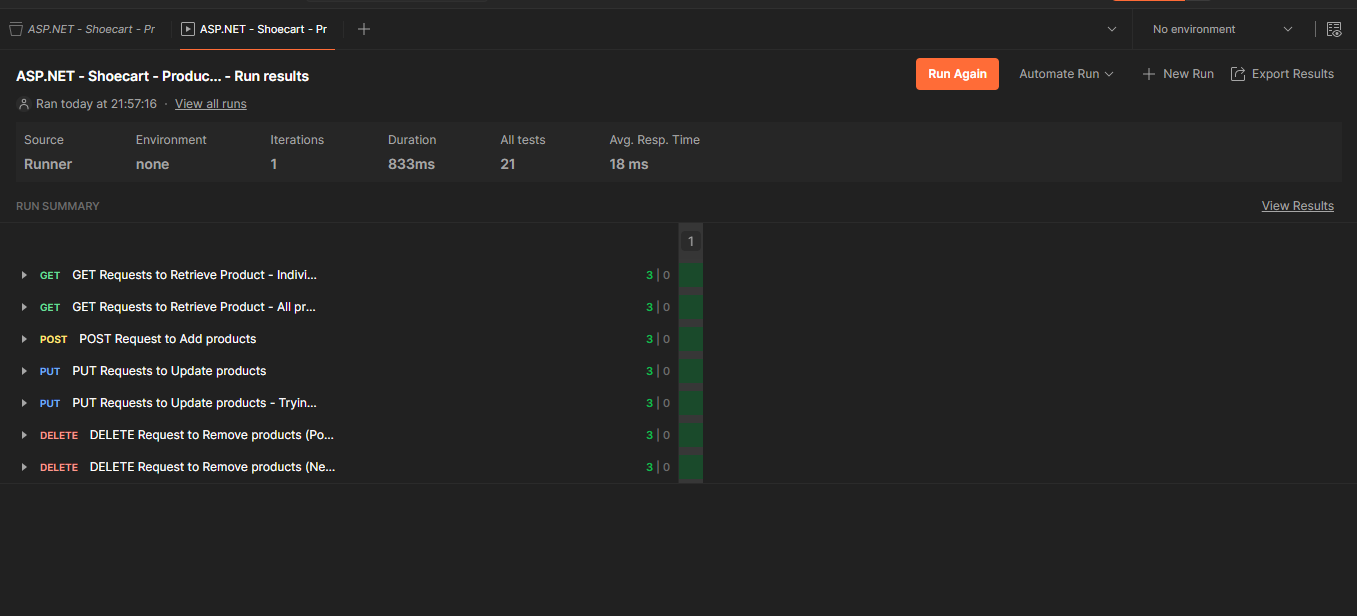 ASP.NET - Shoecart - Pr ASP.NET - Shoecart - Pr No environment
ASP.NET - Shoecart - Produc... - Run results Run Again Automate Run New Run Export Results
Ran today at 21:57:16 · View all runs
Source Environment Iterations Duration All tests Avg. Resp. Time
Runner none 1 833ms 21 18 ms
RUN SUMMARY View Results
1
GET GET Requests to Retrieve Product - Indivi... 3 | 0
GET GET Requests to Retrieve Product - All pr... 3 | 0
POST POST Request to Add products 3 | 0
PUT PUT Requests to Update products 3 | 0
PUT PUT Requests to Update products - Tryin... 3 | 0
DELETE DELETE Request to Remove products (Po... 3 | 0
DELETE DELETE Request to Remove products (Ne... 3 | 0